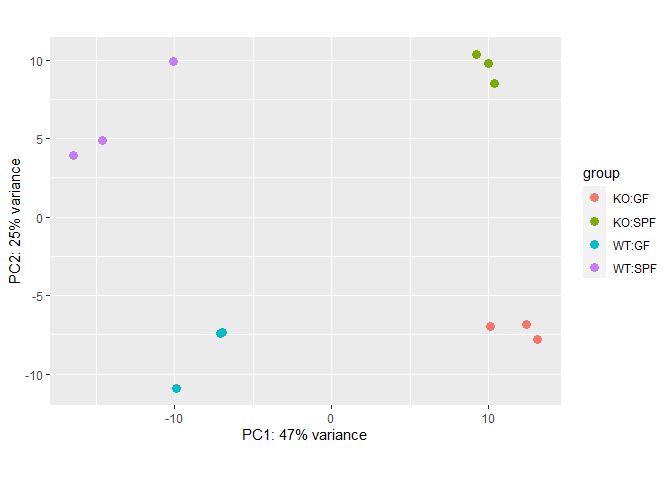 10
5
0
-5
-10
PC2: 25% variance
-10
0
10
PC1: 47% variance
group
KO:GF
KO:SPF
WT:GF
WT:SPF